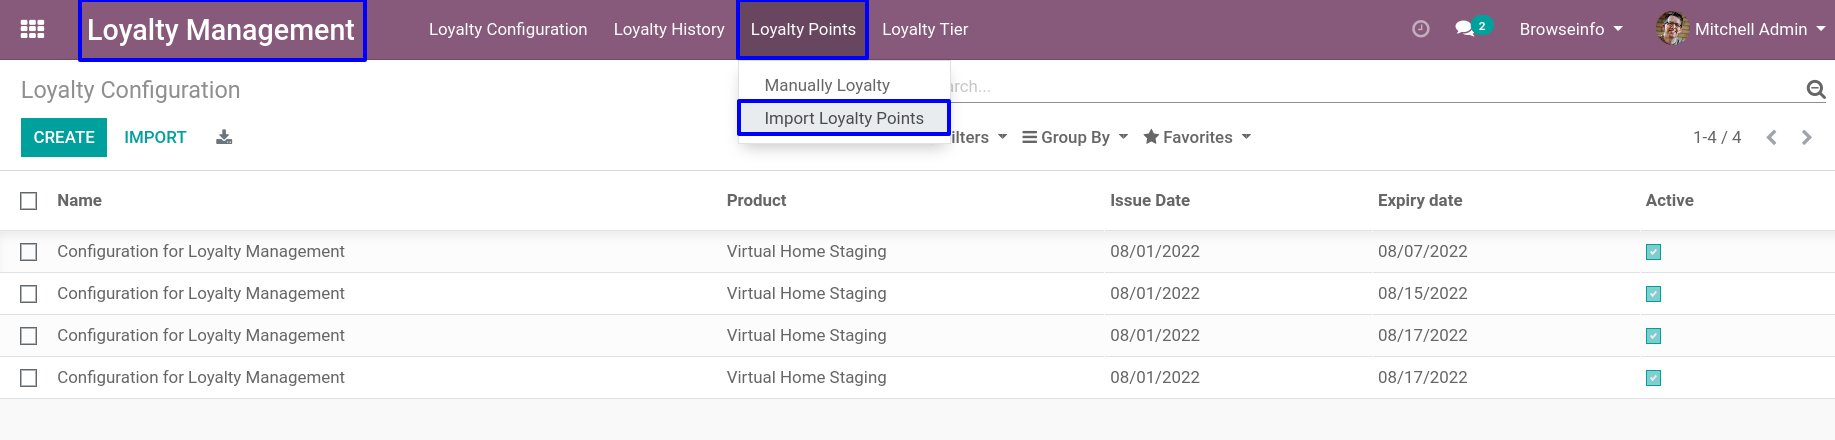 Loyalty Management Loyalty Configuration Loyalty History Loyalty Points Loyalty Tier 2 Browseinfo Mitchell Admin
Loyalty Configuration Manually Loyalty arch...
Import Loyalty Points
CREATE IMPORT ilters Group By Favorites 1-4 / 4
Name Product Issue Date Expiry date Active
Configuration for Loyalty Management Virtual Home Staging 08/01/2022 08/07/2022
Configuration for Loyalty Management Virtual Home Staging 08/01/2022 08/15/2022
Configuration for Loyalty Management Virtual Home Staging 08/01/2022 08/17/2022
Configuration for Loyalty Management Virtual Home Staging 08/01/2022 08/17/2022